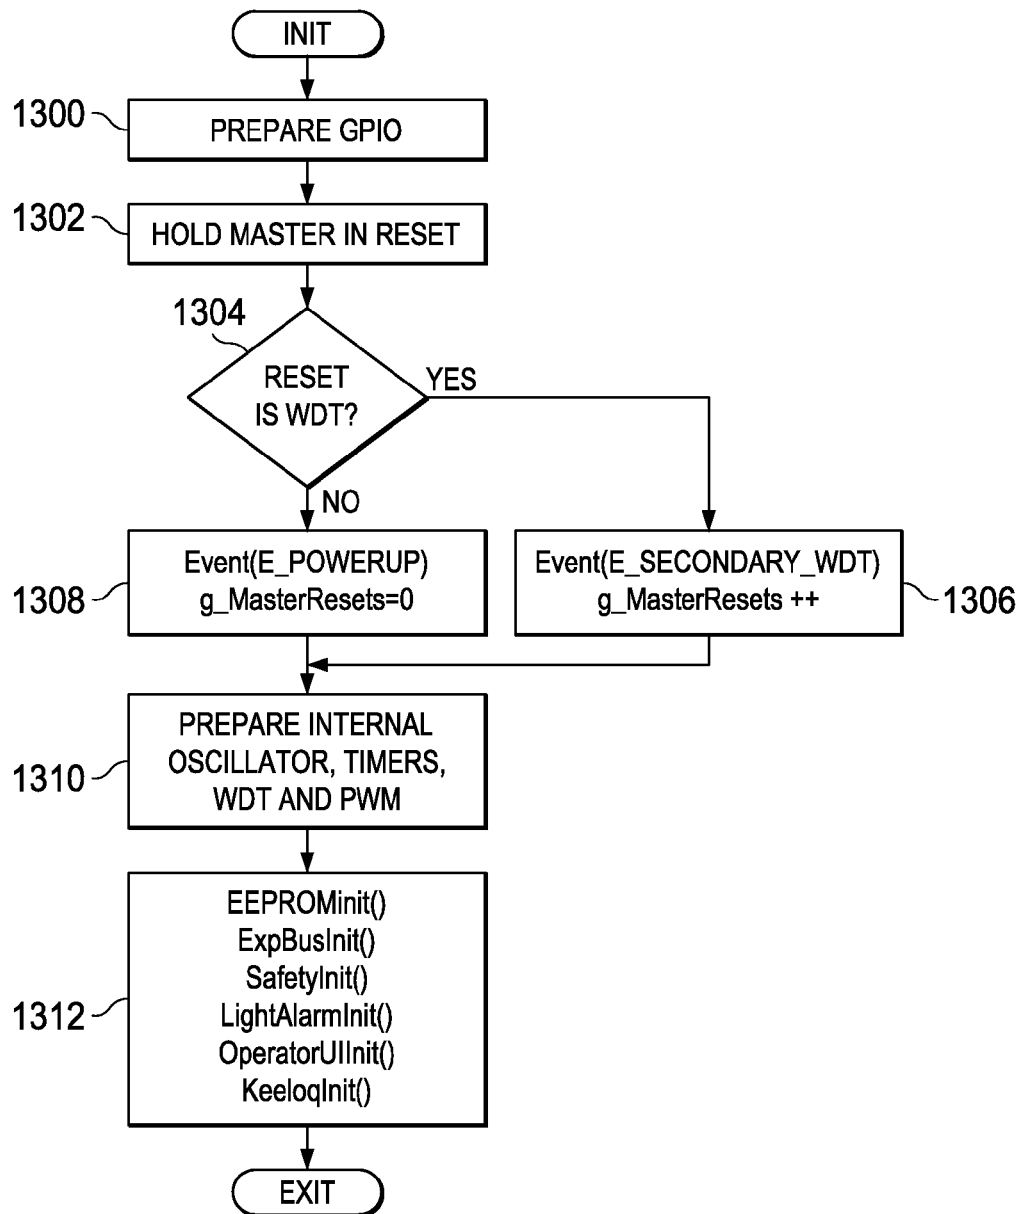 INIT
1300
PREPARE GPIO
1302
HOLD MASTER IN RESET
1304
RESET
IS WDT?
YES
NO
1308
Event(E_POWERUP)
g_MasterResets=0
Event(E_SECONDARY_WDT)
g_MasterResets ++
1306
1310
PREPARE INTERNAL
OSCILLATOR, TIMERS,
WDT AND PWM
1312
EEPROMinit()
ExpBusInit()
SafetyInit()
LightAlarmInit()
OperatorUIInit()
KeeloqInit()
EXIT